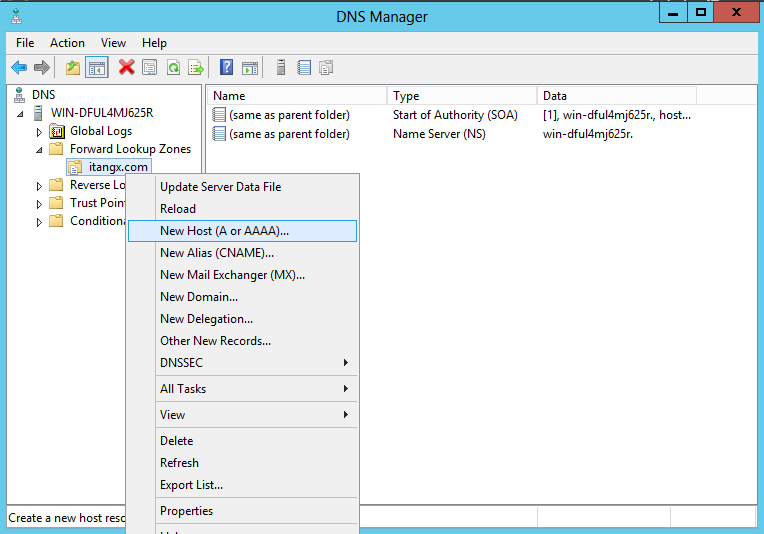 DNS Manager
File Action View Help
DNS
WIN-DFUL4MJ625R
Global Logs
Forward Lookup Zones
itangx.com
Reverse Lo
Trust Poin
Conditiona
Name Type Data
(same as parent folder) Start of Authority (SOA) [1], win-dful4mj625r., host...
(same as parent folder) Name Server (NS) win-dful4mj625r.
Update Server Data File
Reload
New Host (A or AAAA)...
New Alias (CNAME)...
New Mail Exchanger (MX)...
New Domain...
New Delegation...
Other New Records...
DNSSEC
All Tasks
View
Delete
Refresh
Export List...
Properties
Create a new host reso